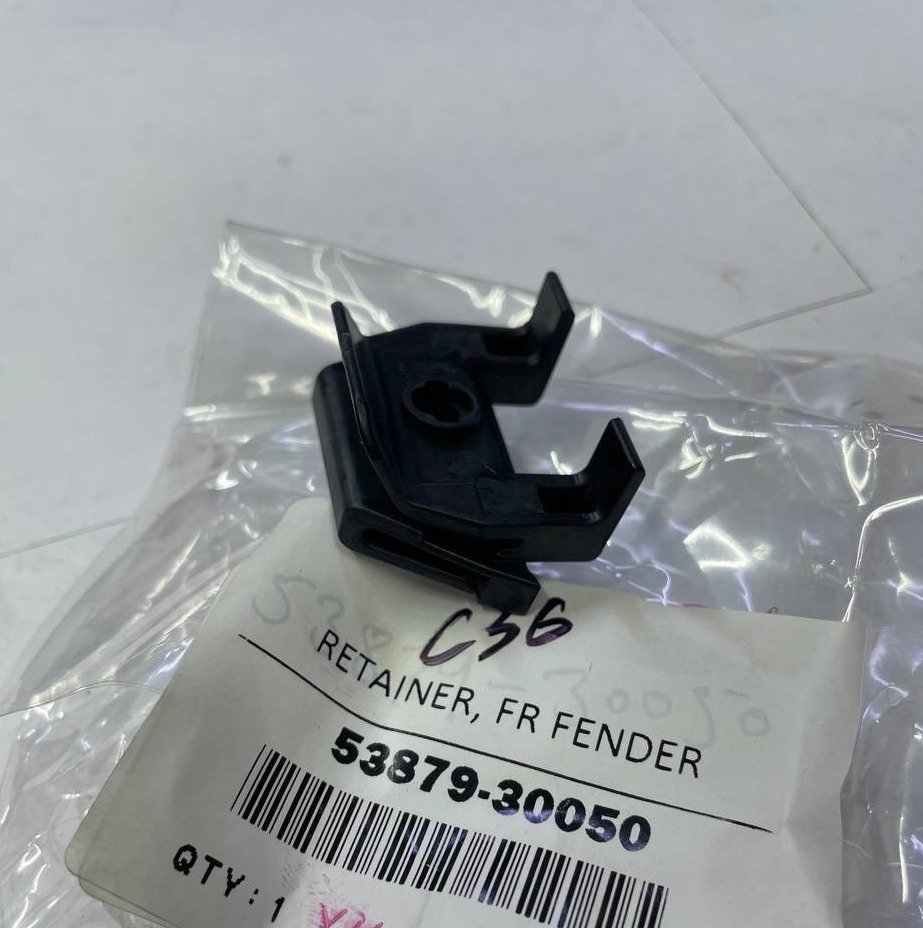 C36
RETAINER, FR FENDER
53879-30050
QTY:1